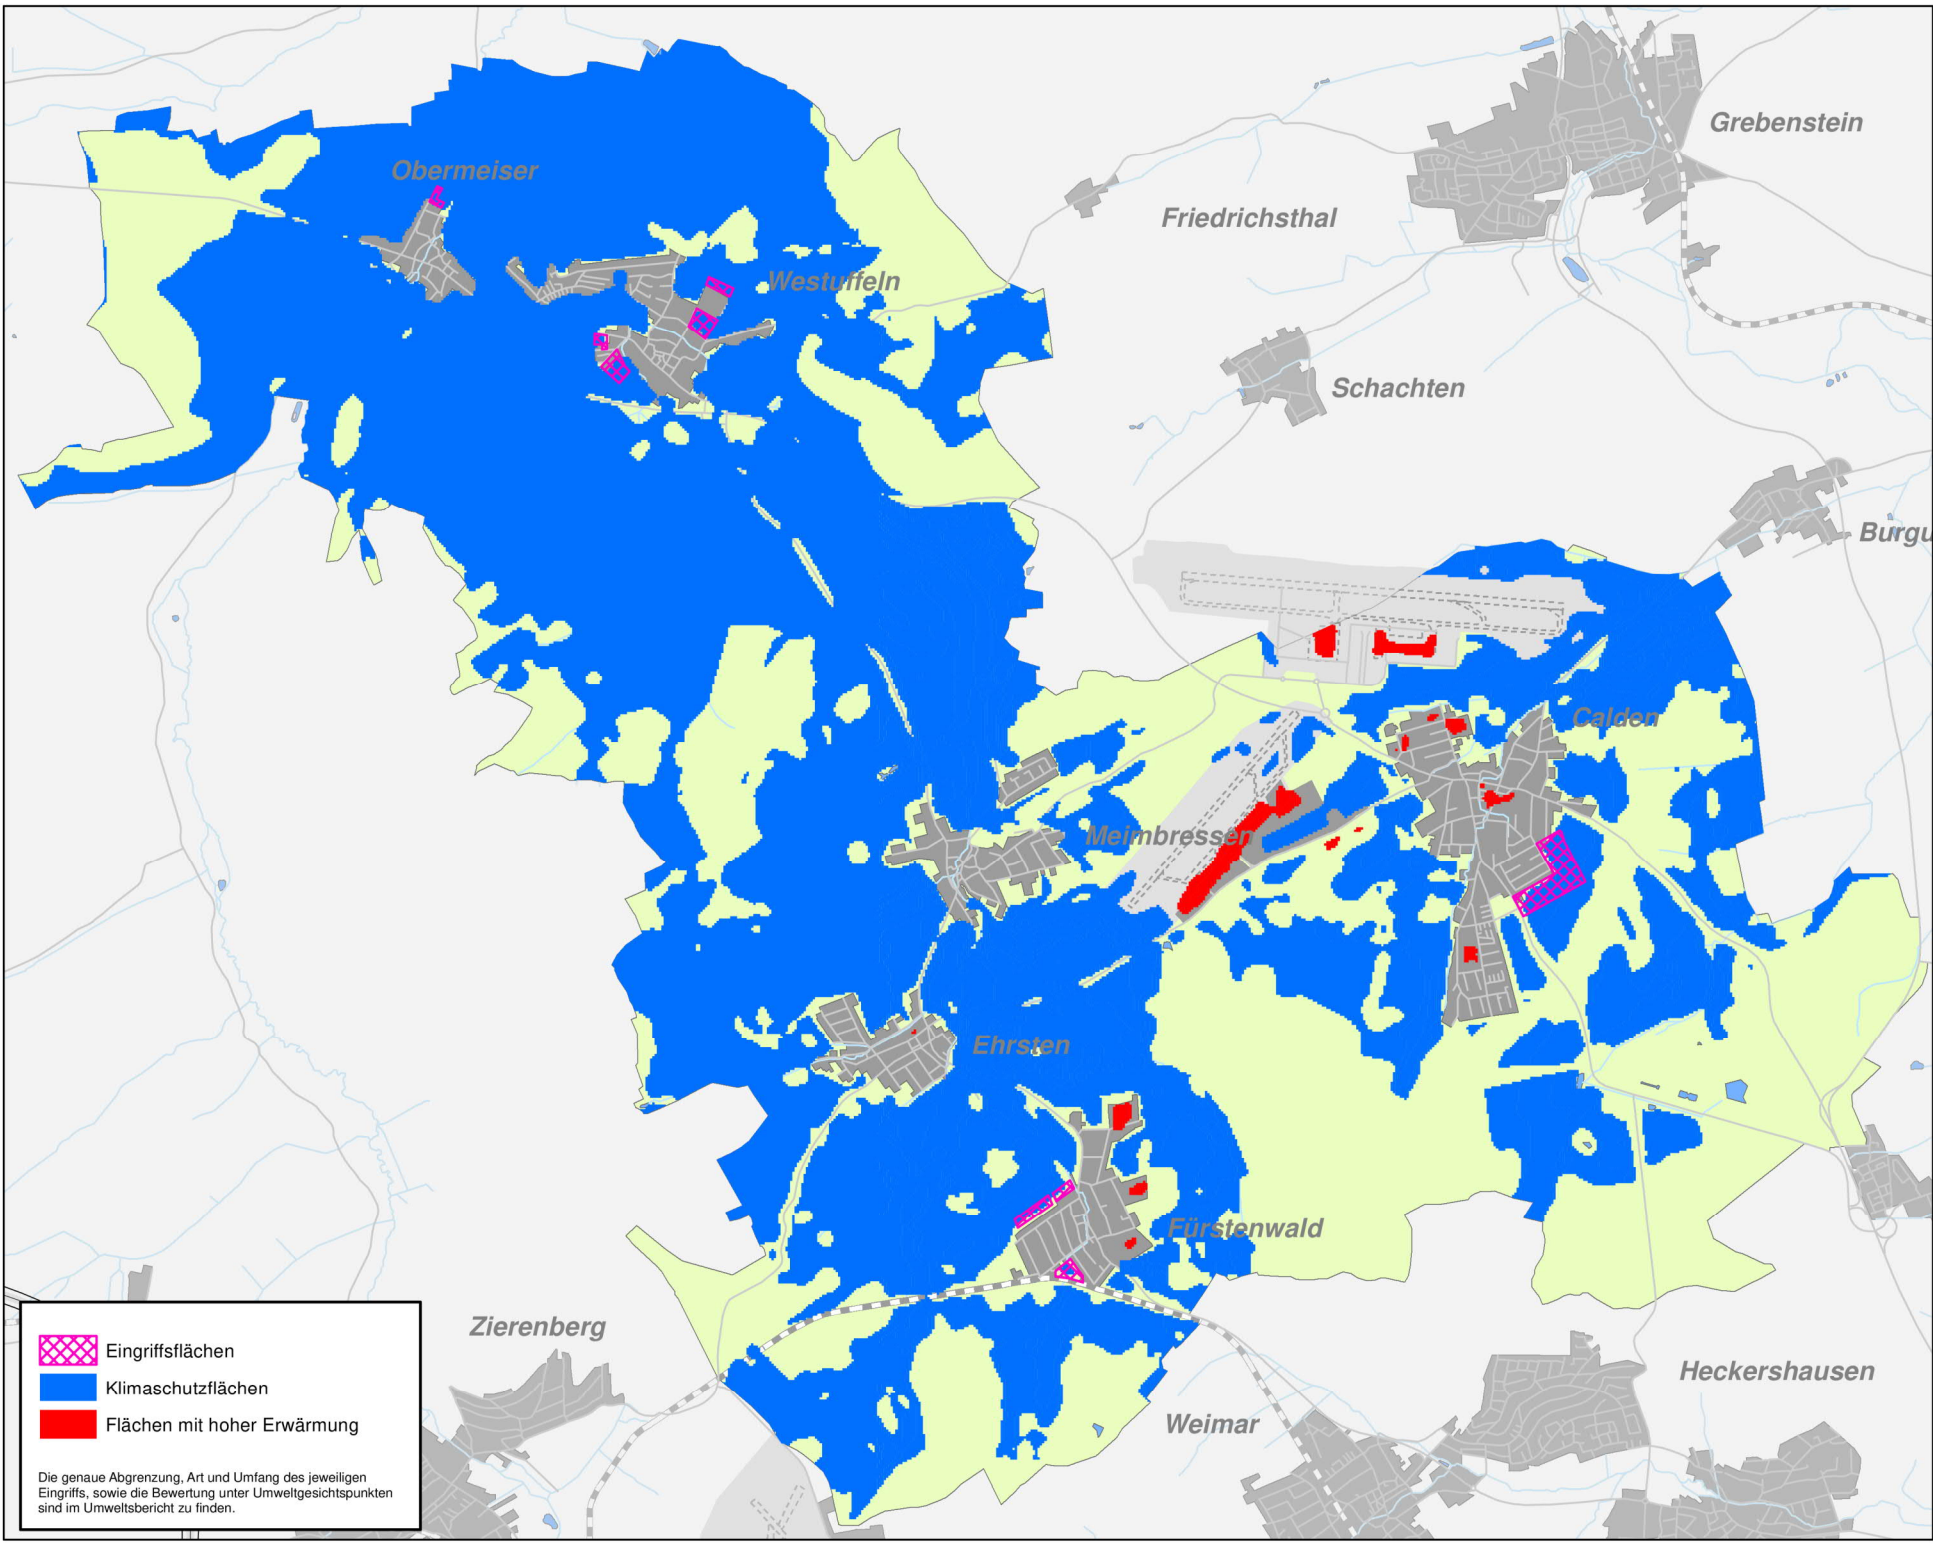 Grebenstein
Obermeiser
Friedrichsthal
Westuffeln
Schachten
Burgu
Calden
Meimbressen
Ehrsten
Fürstenwald
Zierenberg
Heckershausen
Weimar
Eingriffsflächen
Klimaschutzflächen
Flächen mit hoher Erwärmung
Die genaue Abgrenzung, Art und Umfang des jeweiligen
Eingriffs, sowie die Bewertung unter Umweltgesichtspunkten
sind im Umweltsbericht zu finden.